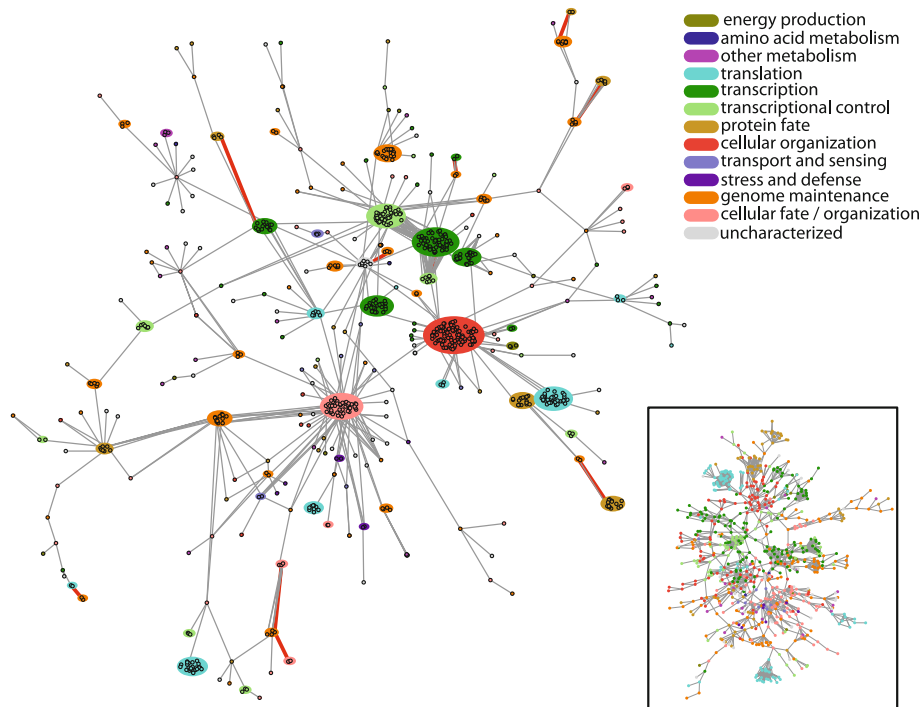 energy production
amino acid metabolism
other metabolism
translation
transcription
transcriptional control
protein fate
cellular organization
transport and sensing
stress and defense
genome maintenance
cellular fate / organization
uncharacterized